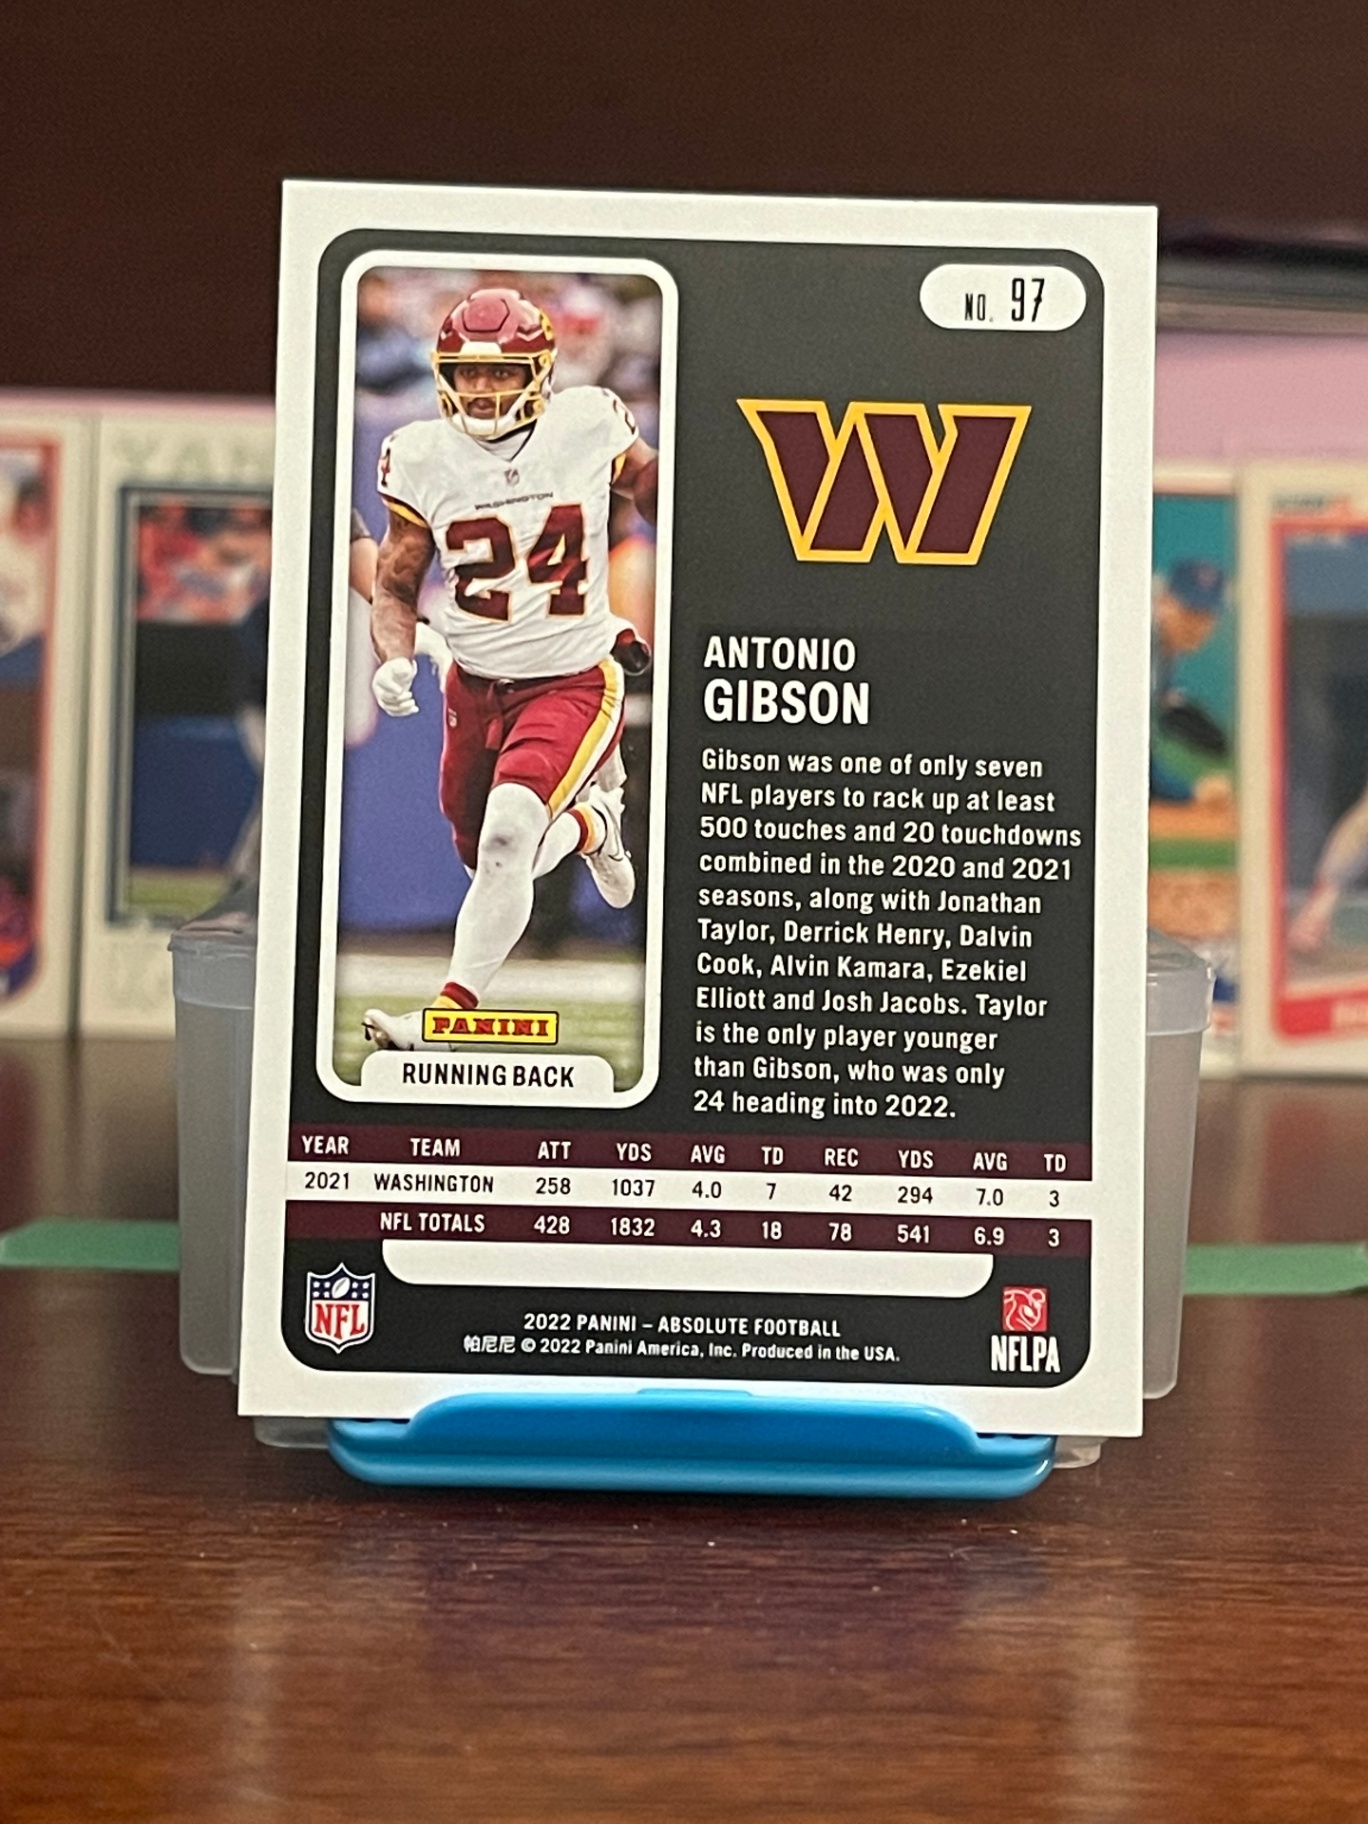 NO. 97
24
WASHINGTON
24
ANTONIO
GIBSON
Gibson was one of only seven
NFL players to rack up at least
500 touches and 20 touchdowns
combined in the 2020 and 2021
seasons, along with Jonathan
Taylor, Derrick Henry, Dalvin
Cook, Alvin Kamara, Ezekiel
Elliott and Josh Jacobs. Taylor
is the only player younger
than Gibson, who was only
24 heading into 2022.
PANINI
RUNNING BACK
YEAR TEAM ATT YDS AVG TD REC YDS AVG TD
2021 WASHINGTON 258 1037 4.0 7 42 294 7.0 3
NFL TOTALS 428 1832 4.3 18 78 541 6.9 3
NFL
2022 PANINI – ABSOLUTE FOOTBALL
帕尼尼 © 2022 Panini America, Inc. Produced in the USA.
NFLPA